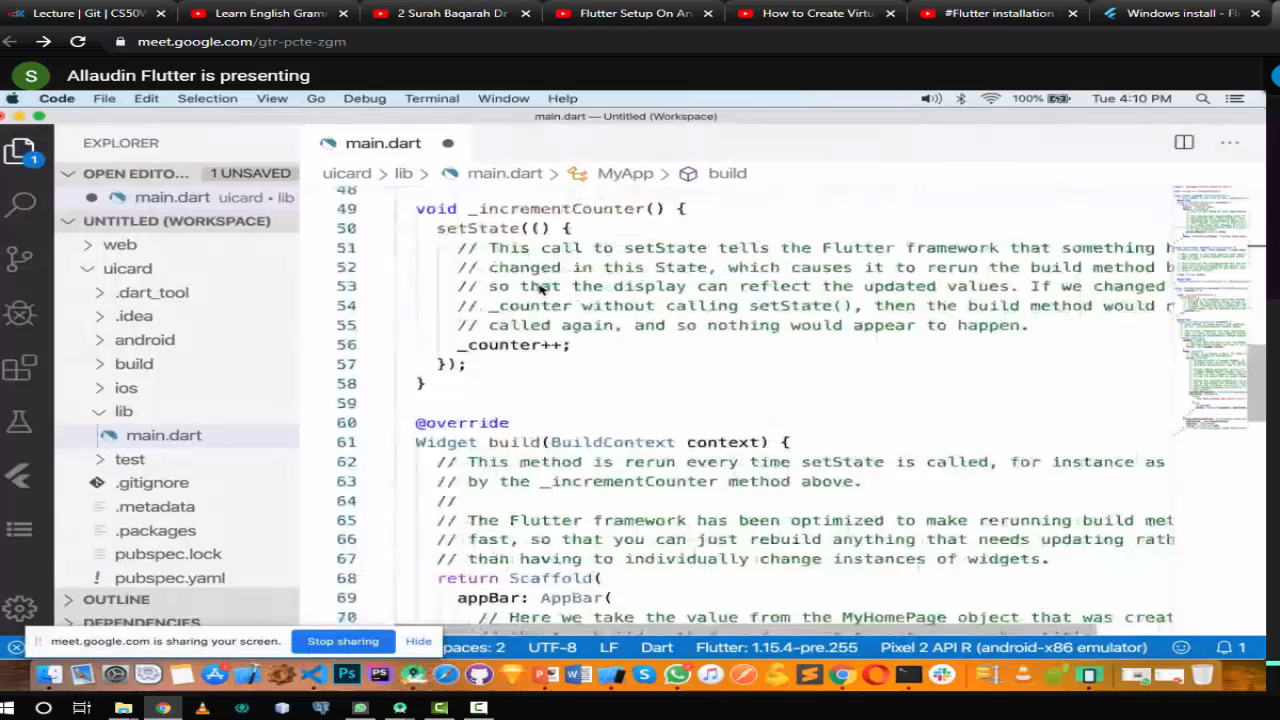 Lecture | Git | CS50W
Learn English Gramm
2 Surah Baqarah Dr
Flutter Setup On An
How to Create Virtu
#Flutter installation
Windows install - Fl
meet.google.com/gtr-pcte-zgm
S
Allaudin Flutter is presenting
Code File Edit Selection View Go Run Debug Terminal Window Help
100% Tue 4:10 PM
main.dart — Untitled (Workspace)
EXPLORER
main.dart
OPEN EDITO... 1 UNSAVED
uicard > lib > main.dart > MyApp > build
1
main.dart uicard • lib
UNTITLED (WORKSPACE)
web
uicard
.dart_tool
.idea
android
build
ios
lib
main.dart
test
.gitignore
.metadata
.packages
pubspec.lock
pubspec.yaml
OUTLINE
DEPENDENCIES
48
49 void _incrementCounter() {
50 setState(() {
51 // This call to setState tells the Flutter framework that something h
52 // changed in this State, which causes it to rerun the build method b
53 // so that the display can reflect the updated values. If we changed
54 // _counter without calling setState(), then the build method would n
55 // called again, and so nothing would appear to happen.
56 _counter++;
57 });
58 }
59
60 @override
61 Widget build(BuildContext context) {
62 // This method is rerun every time setState is called, for instance as
63 // by the _incrementCounter method above.
64 //
65 // The Flutter framework has been optimized to make rerunning build met
66 // fast, so that you can just rebuild anything that needs updating rath
67 // than having to individually change instances of widgets.
68 return Scaffold(
69 appBar: AppBar(
70 // Here we take the value from the MyHomePage object that was creat
meet.google.com is sharing your screen. Stop sharing Hide
paces: 2 UTF-8 LF Dart Flutter: 1.15.4-pre.255 Pixel 2 API R (android-x86 emulator) 1
Ps PS